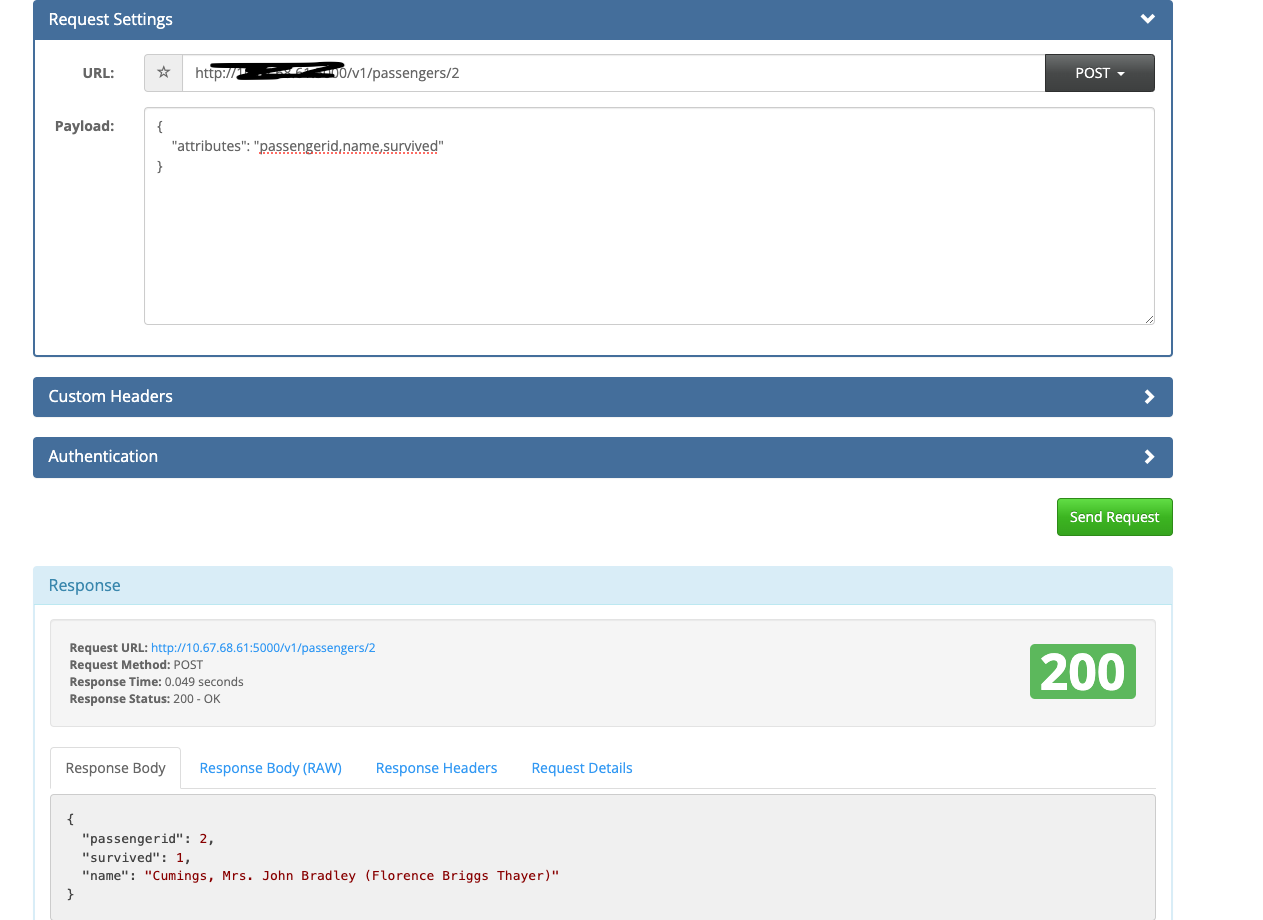 Request Settings
URL:
http://
00/v1/passengers/2
POST
Payload:
{
"attributes": "passengerid,name,survived"
}
Custom Headers
Authentication
Send Request
Response
Request URL: http://10.67.68.61:5000/v1/passengers/2
Request Method: POST
Response Time: 0.049 seconds
Response Status: 200 - OK
200
Response Body
Response Body (RAW)
Response Headers
Request Details
{
"passengerid": 2,
"survived": 1,
"name": "Cumings, Mrs. John Bradley (Florence Briggs Thayer)"
}